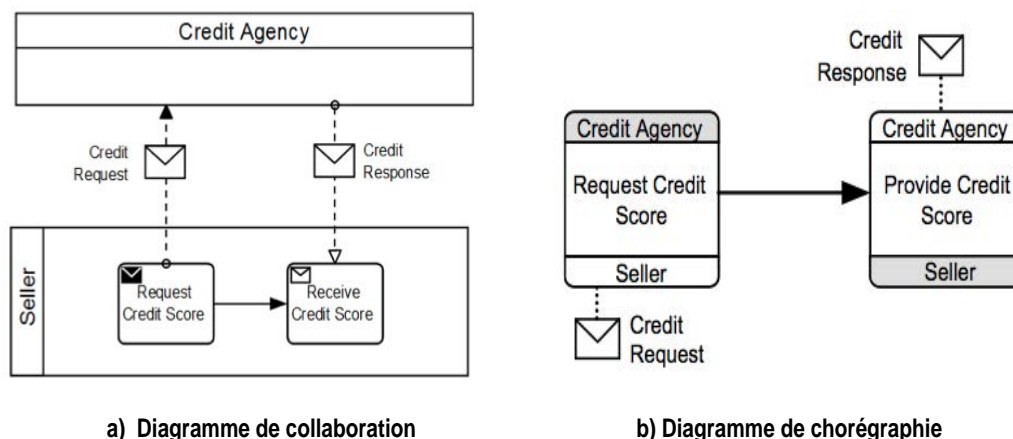 Credit Agency
Credit
Request
Credit
Response
Seller
Request
Credit Score
Receive
Credit Score
a) Diagramme de collaboration
Credit
Response
Credit Agency
Request Credit
Score
Seller
Credit
Request
Credit Agency
Provide Credit
Score
Seller
b) Diagramme de chorégraphie